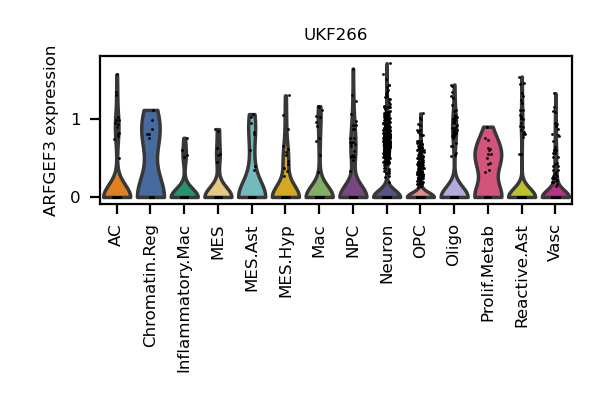 UKF266
ARFGEF3 expression
1
0
AC
Chromatin.Reg
Inflammatory.Mac
MES
MES.Ast
MES.Hyp
Mac
NPC
Neuron
OPC
Oligo
Prolif.Metab
Reactive.Ast
Vasc